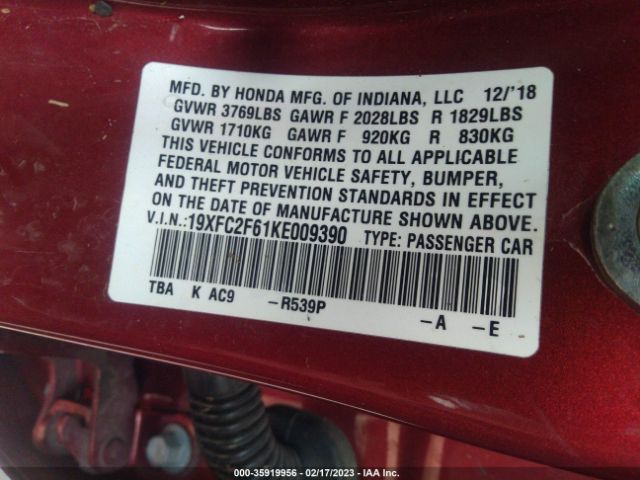 MFD. BY HONDA MFG. OF INDIANA, LLC 12/'18
GVWR 3769LBS GAWR F 2028LBS R 1829LBS
GVWR 1710KG GAWR F 920KG R 830KG
THIS VEHICLE CONFORMS TO ALL APPLICABLE
FEDERAL MOTOR VEHICLE SAFETY, BUMPER,
AND THEFT PREVENTION STANDARDS IN EFFECT
ON THE DATE OF MANUFACTURE SHOWN ABOVE.
V.I.N.:19XFC2F61KE009390 TYPE: PASSENGER CAR
TBA K AC9 -R539P -A -E
000-35919956 - 02/17/2023 - IAA Inc.